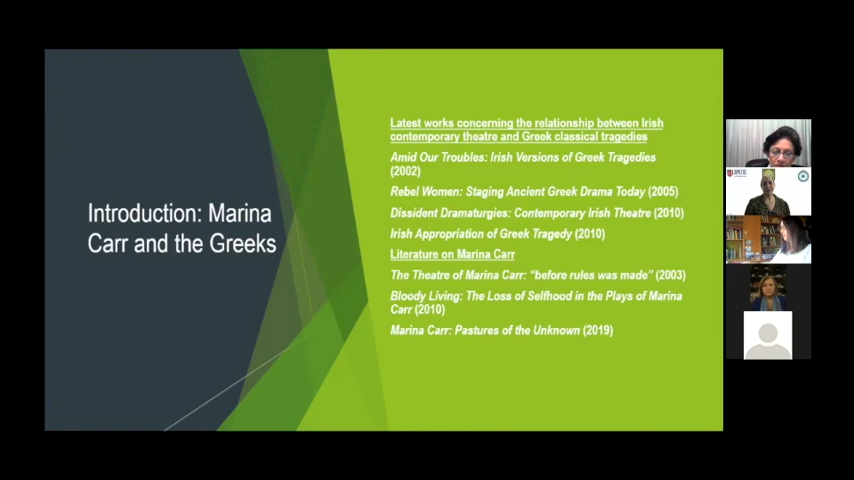 Introduction: Marina
Carr and the Greeks
Latest works concerning the relationship between Irish
contemporary theatre and Greek classical tragedies
Amid Our Troubles: Irish Versions of Greek Tragedies
(2002)
Rebel Women: Staging Ancient Greek Drama Today (2005)
Dissident Dramaturgies: Contemporary Irish Theatre (2010)
Irish Appropriation of Greek Tragedy (2010)
Literature on Marina Carr
The Theatre of Marina Carr: “before rules was made” (2003)
Bloody Living: The Loss of Selfhood in the Plays of Marina
Carr (2010)
Marina Carr: Pastures of the Unknown (2019)